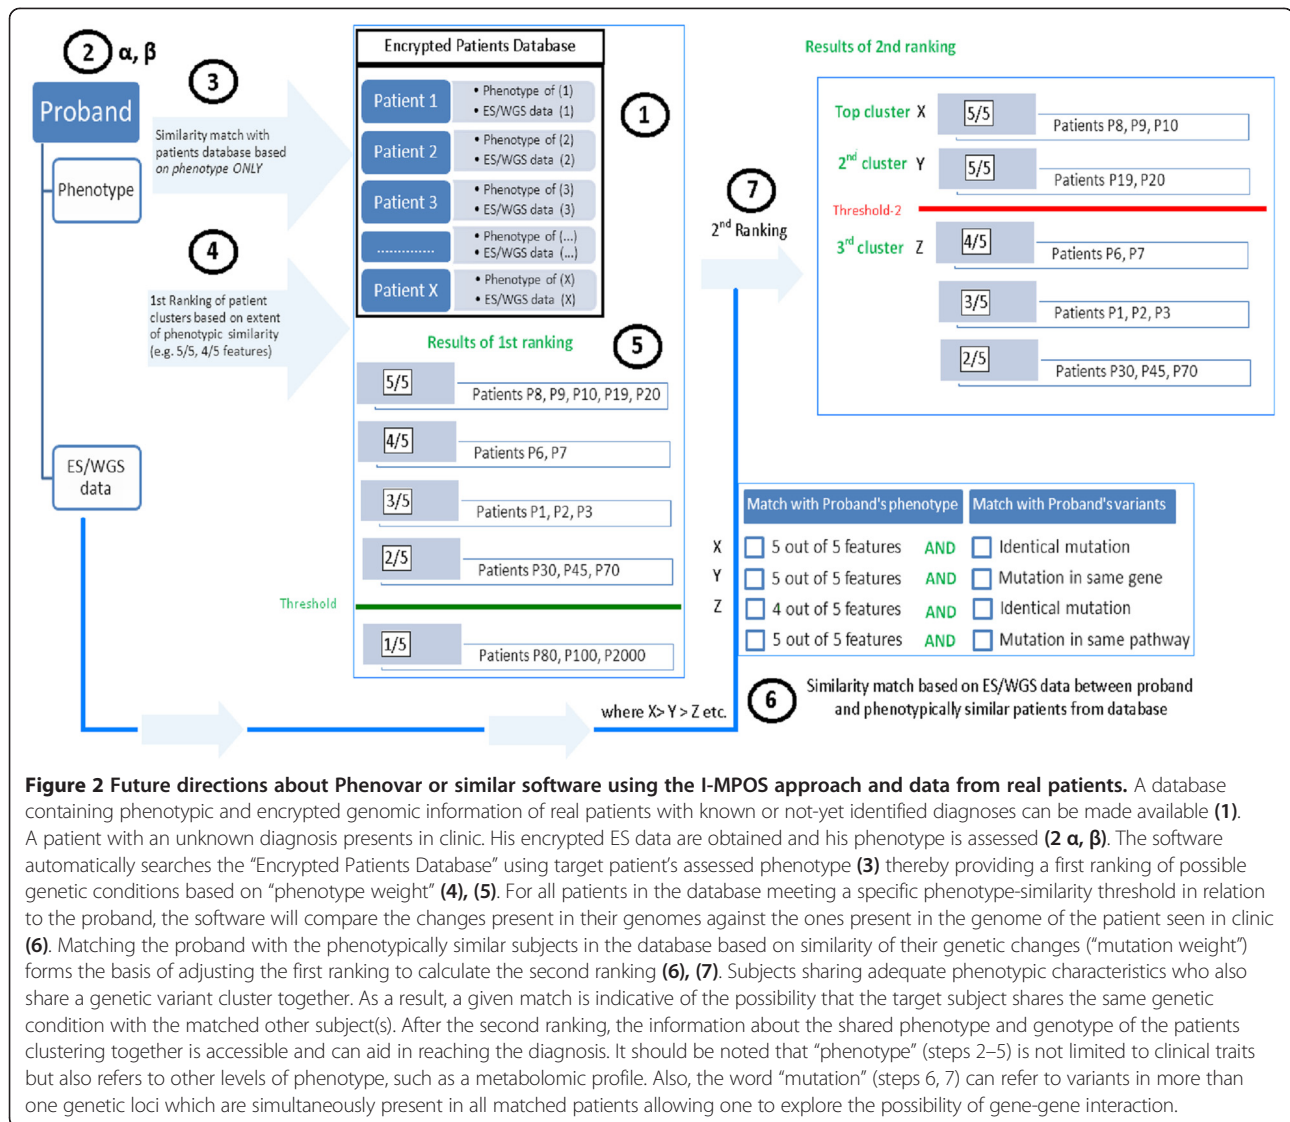 2 α, β
Proband
Phenotype
ES/WGS
data
3
Similarity match with
patients database based
on phenotype ONLY
4
1st Ranking of patient
clusters based on extent
of phenotypic similarity
(e.g. 5/5, 4/5 features)
Encrypted Patients Database
Patient 1
• Phenotype of (1)
• ES/WGS data (1)
Patient 2
• Phenotype of (2)
• ES/WGS data (2)
Patient 3
• Phenotype of (3)
• ES/WGS data (3)
..............
• Phenotype of (...)
• ES/WGS data (...)
Patient X
• Phenotype of (X)
• ES/WGS data (X)
1
Results of 1st ranking
5
5/5
Patients P8, P9, P10, P19, P20
4/5
Patients P6, P7
3/5
Patients P1, P2, P3
2/5
Patients P30, P45, P70
Threshold
1/5
Patients P80, P100, P2000
where X> Y > Z etc.
7
2nd Ranking
Results of 2nd ranking
Top cluster X
5/5
Patients P8, P9, P10
2nd cluster Y
5/5
Patients P19, P20
Threshold-2
3rd cluster Z
4/5
Patients P6, P7
3/5
Patients P1, P2, P3
2/5
Patients P30, P45, P70
Match with Proband's phenotype Match with Proband's variants
X 5 out of 5 features AND Identical mutation
Y 5 out of 5 features AND Mutation in same gene
Z 4 out of 5 features AND Identical mutation
5 out of 5 features AND Mutation in same pathway
6
Similarity match based on ES/WGS data between proband
and phenotypically similar patients from database
Figure 2 Future directions about Phenovar or similar software using the I-MPOS approach and data from real patients. A database
containing phenotypic and encrypted genomic information of real patients with known or not-yet identified diagnoses can be made available (1).
A patient with an unknown diagnosis presents in clinic. His encrypted ES data are obtained and his phenotype is assessed (2 α, β). The software
automatically searches the “Encrypted Patients Database” using target patient’s assessed phenotype (3) thereby providing a first ranking of possible
genetic conditions based on “phenotype weight” (4), (5). For all patients in the database meeting a specific phenotype-similarity threshold in relation
to the proband, the software will compare the changes present in their genomes against the ones present in the genome of the patient seen in clinic
(6). Matching the proband with the phenotypically similar subjects in the database based on similarity of their genetic changes (“mutation weight”)
forms the basis of adjusting the first ranking to calculate the second ranking (6), (7). Subjects sharing adequate phenotypic characteristics who also
share a genetic variant cluster together. As a result, a given match is indicative of the possibility that the target subject shares the same genetic
condition with the matched other subject(s). After the second ranking, the information about the shared phenotype and genotype of the patients
clustering together is accessible and can aid in reaching the diagnosis. It should be noted that “phenotype” (steps 2–5) is not limited to clinical traits
but also refers to other levels of phenotype, such as a metabolomic profile. Also, the word “mutation” (steps 6, 7) can refer to variants in more than
one genetic loci which are simultaneously present in all matched patients allowing one to explore the possibility of gene-gene interaction.